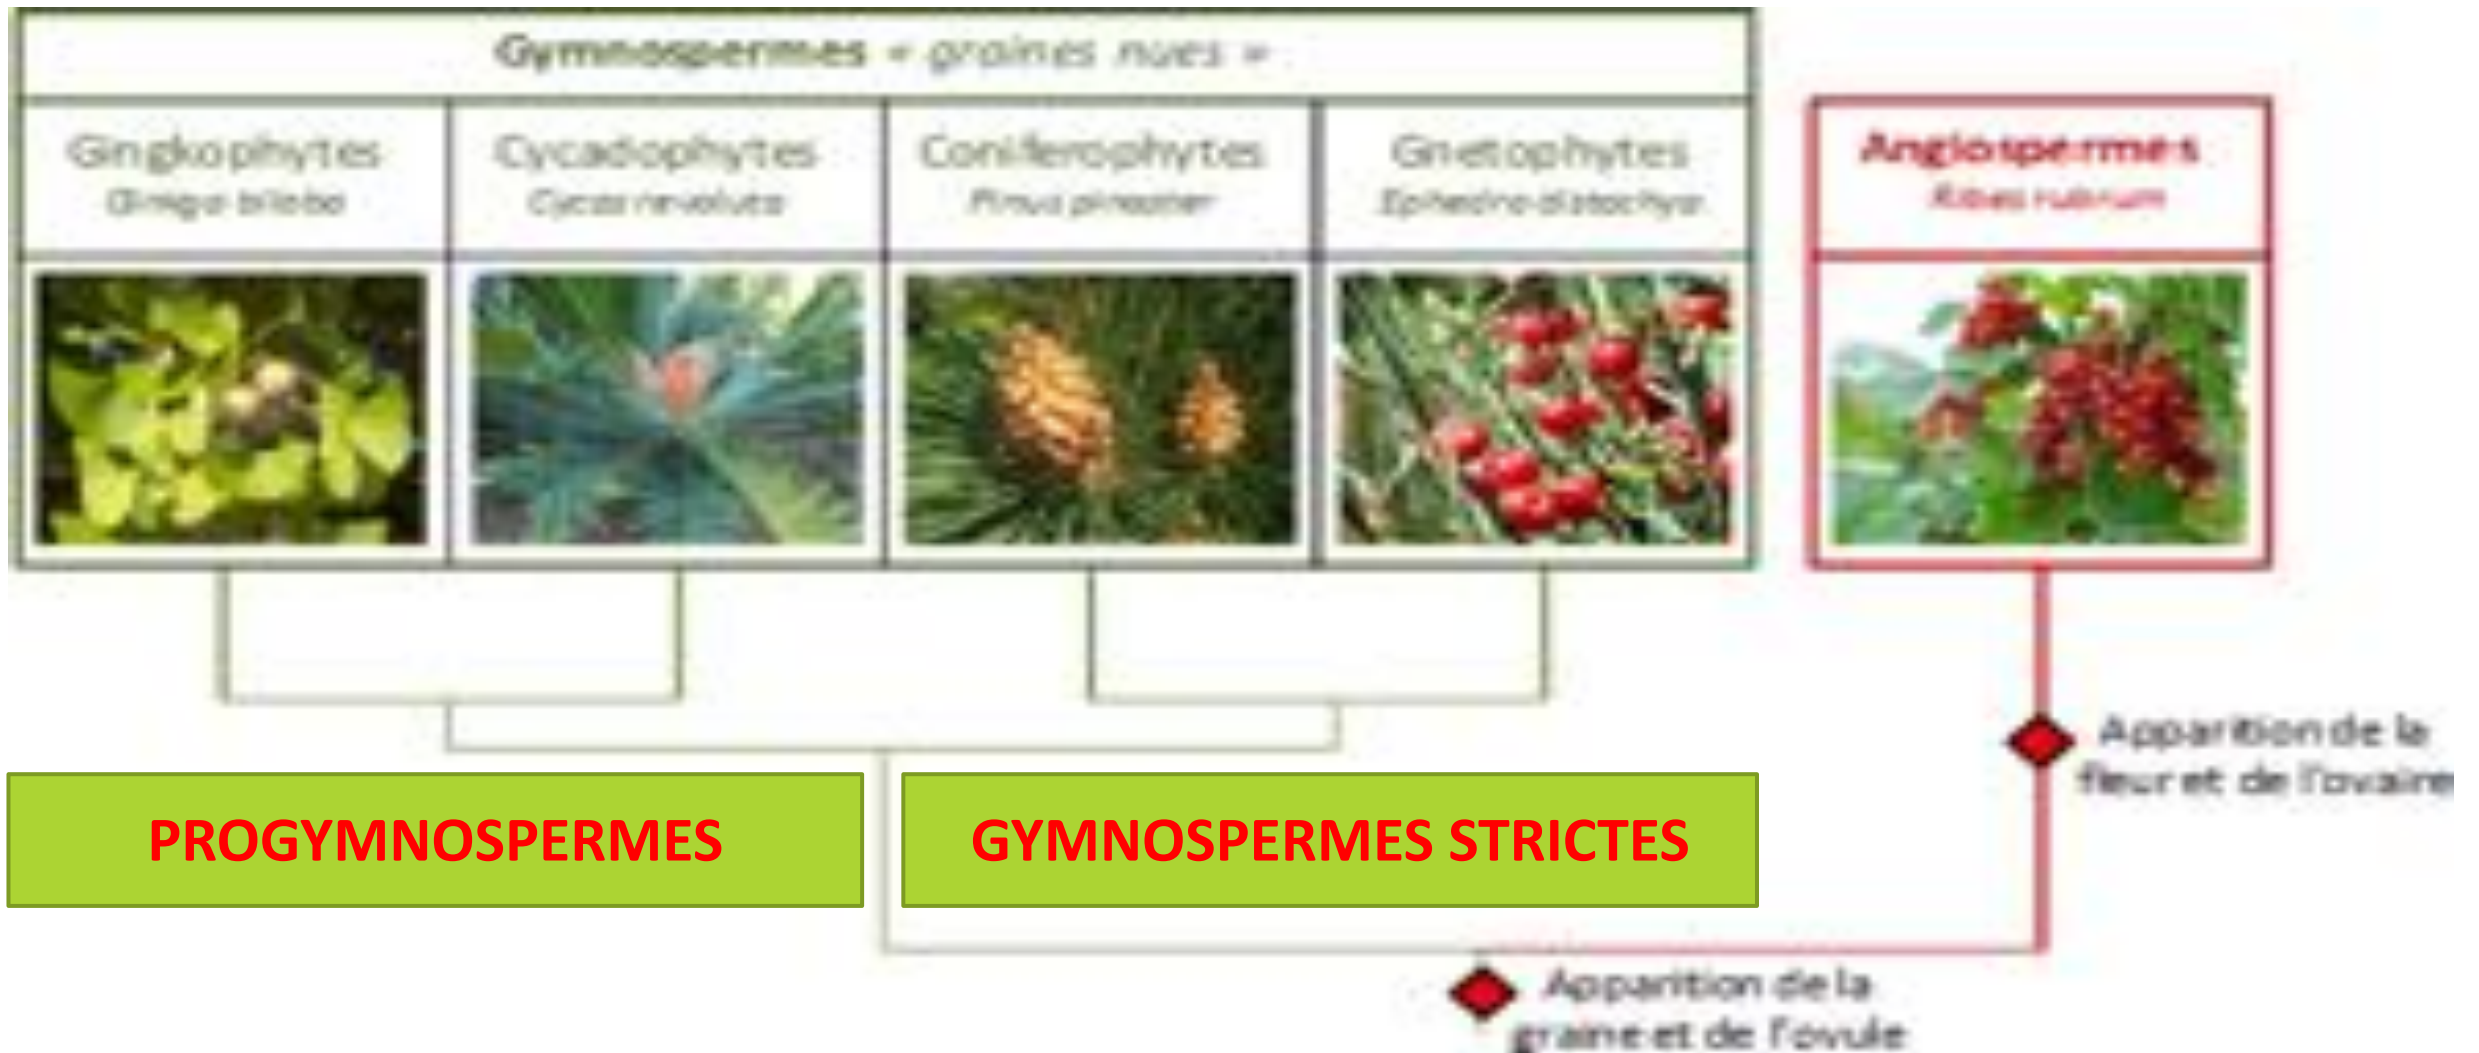 Gymnospermes « graines nues »
Gingkophytes
Ginkgo biloba
Cycadophytes
Cycas revoluta
Coniferophytes
Pinus pinaster
Gnetophytes
Ephedra distachya
Angiospermes
Ribes rubrum
Apparition de la
fleur et de l'ovaire
PROGYMNOSPERMES
GYMNOSPERMES STRICTES
Apparition de la
graine et de l'ovule